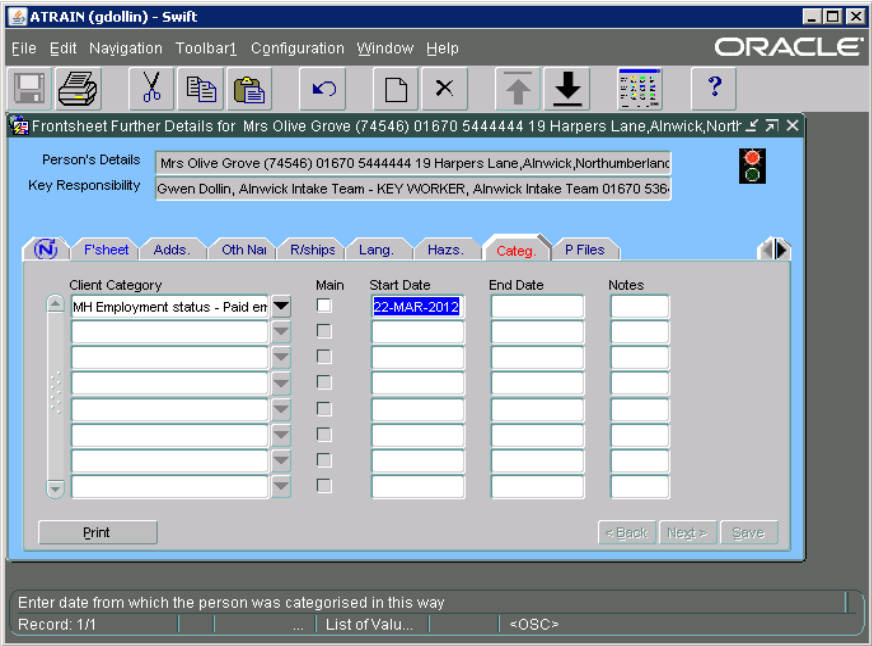 ATRAIN (gdollin) - Swift
File Edit Navigation Toolbar1 Configuration Window Help
ORACLE
?
Frontsheet Further Details for Mrs Olive Grove (74546) 01670 5444444 19 Harpers Lane,Alnwick,North
Person's Details Mrs Olive Grove (74546) 01670 5444444 19 Harpers Lane,Alnwick,Northumberland
Key Responsibility Gwen Dollin, Alnwick Intake Team - KEY WORKER, Alnwick Intake Team 01670 536
N F'sheet Adds. Oth Nai R/ships Lang. Hazs. Categ. P Files
Client Category Main Start Date End Date Notes
MH Employment status - Paid em 22-MAR-2012
Print < Back Next > Save
Enter date from which the person was categorised in this way
Record: 1/1 ... List of Valu... <OSC>